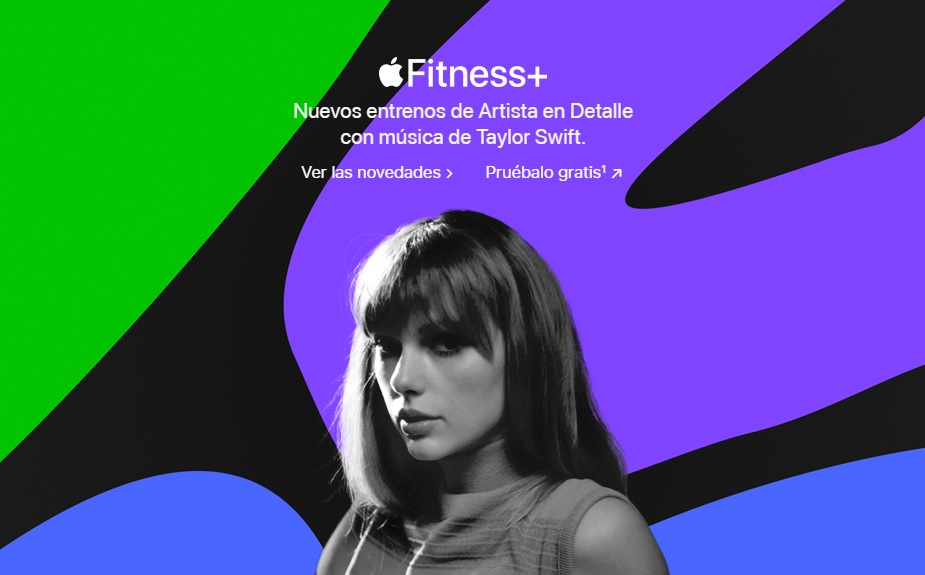 Fitness+
Nuevos entrenos de Artista en Detalle
con música de Taylor Swift.
Ver las novedades >
Pruébalo gratis¹ ↗